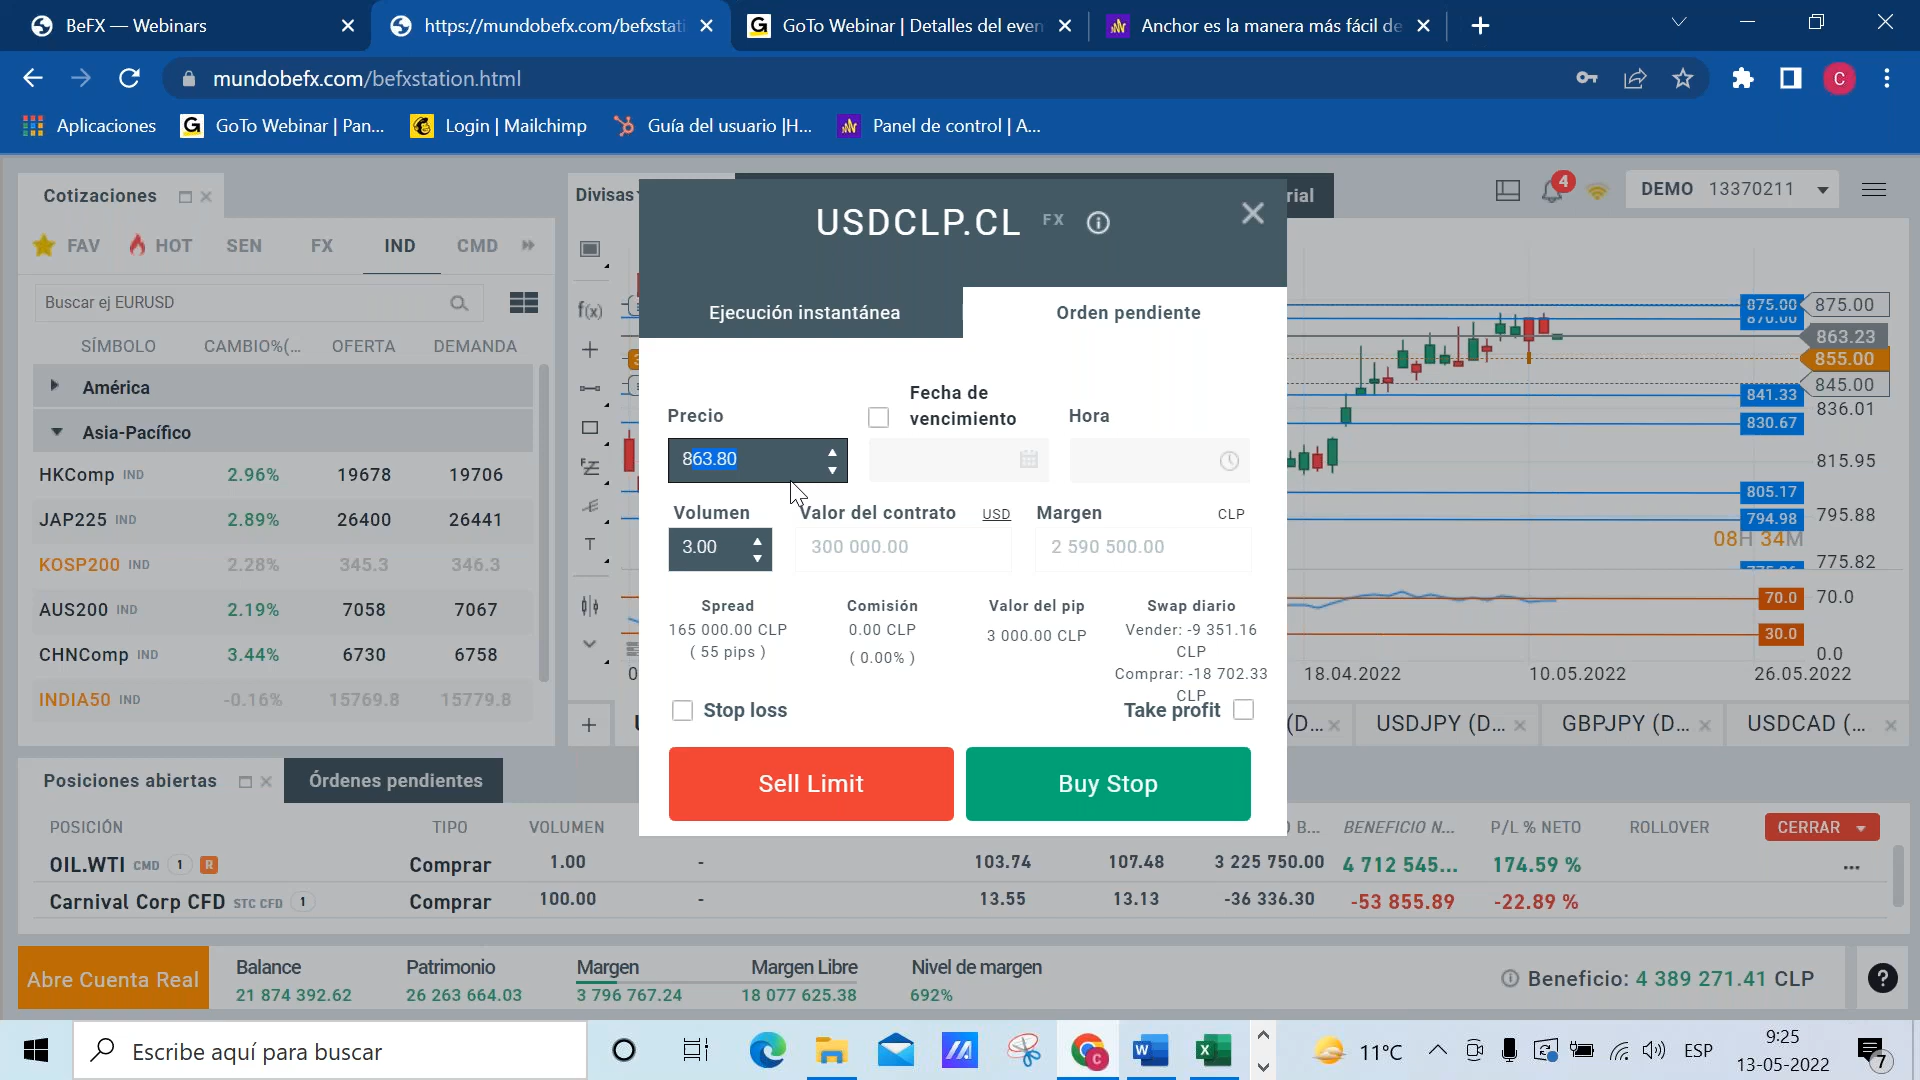 BeFX — Webinars
https://mundobefx.com/befxstati
GoTo Webinar | Detalles del even
Anchor es la manera más fácil de
mundobefx.com/befxstation.html
C
Aplicaciones
GoTo Webinar | Pan...
Login | Mailchimp
Guía del usuario |H...
Panel de control | A...
Cotizaciones
Divisas
USDCLP.CL FX
rial
4
DEMO 13370211
FAV HOT SEN FX IND CMD
Buscar ej EURUSD
SÍMBOLO CAMBIO%(... OFERTA DEMANDA
América
Asia-Pacífico
HKComp IND 2.96% 19678 19706
JAP225 IND 2.89% 26400 26441
KOSP200 IND 2.28% 345.3 346.3
AUS200 IND 2.19% 7058 7067
CHNComp IND 3.44% 6730 6758
INDIA50 IND -0.16% 15769.8 15779.8
f(x)
T
Ejecución instantánea
Orden pendiente
Precio
Fecha de
vencimiento
Hora
863.80
Volumen
Valor del contrato USD
Margen CLP
3.00
300 000.00
2 590 500.00
Spread
165 000.00 CLP
( 55 pips )
Comisión
0.00 CLP
( 0.00% )
Valor del pip
3 000.00 CLP
Swap diario
Vender: -9 351.16
CLP
Comprar: -18 702.33
CLP
Stop loss
Take profit
Sell Limit
Buy Stop
875.00 875.00
870.00
863.23
855.00
845.00
841.33
836.01
830.67
815.95
805.17
794.98 795.88
08H 34M
775.82
70.0 70.0
30.0
0.0
18.04.2022
10.05.2022
26.05.2022
(D...
USDJPY (D...
GBPJPY (D...
USDCAD (...
Posiciones abiertas
Órdenes pendientes
POSICIÓN TIPO VOLUMEN B... BENEFICIO N... P/L % NETO ROLLOVER CERRAR
OIL.WTI CMD 1 R Comprar 1.00 - 103.74 107.48 3 225 750.00 4 712 545... 174.59 % ...
Carnival Corp CFD STC CFD 1 Comprar 100.00 - 13.55 13.13 -36 336.30 -53 855.89 -22.89 %
Abre Cuenta Real
Balance
21 874 392.62
Patrimonio
26 263 664.03
Margen
3 796 767.24
Margen Libre
18 077 625.38
Nivel de margen
692%
Beneficio: 4 389 271.41 CLP
?
Escribe aquí para buscar
11°C
ESP
9:25
13-05-2022
7